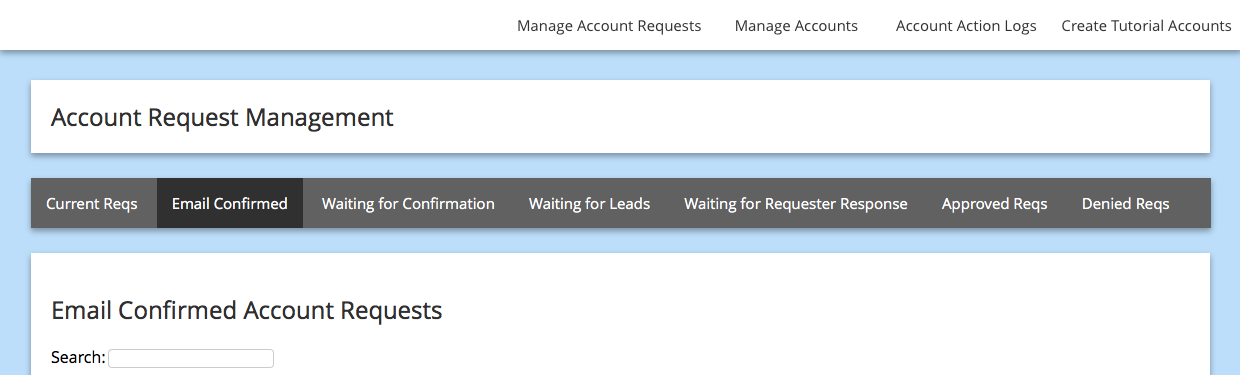 Manage Account Requests Manage Accounts Account Action Logs Create Tutorial Accounts
Account Request Management
Current Reqs Email Confirmed Waiting for Confirmation Waiting for Leads Waiting for Requester Response Approved Reqs Denied Reqs
Email Confirmed Account Requests
Search: